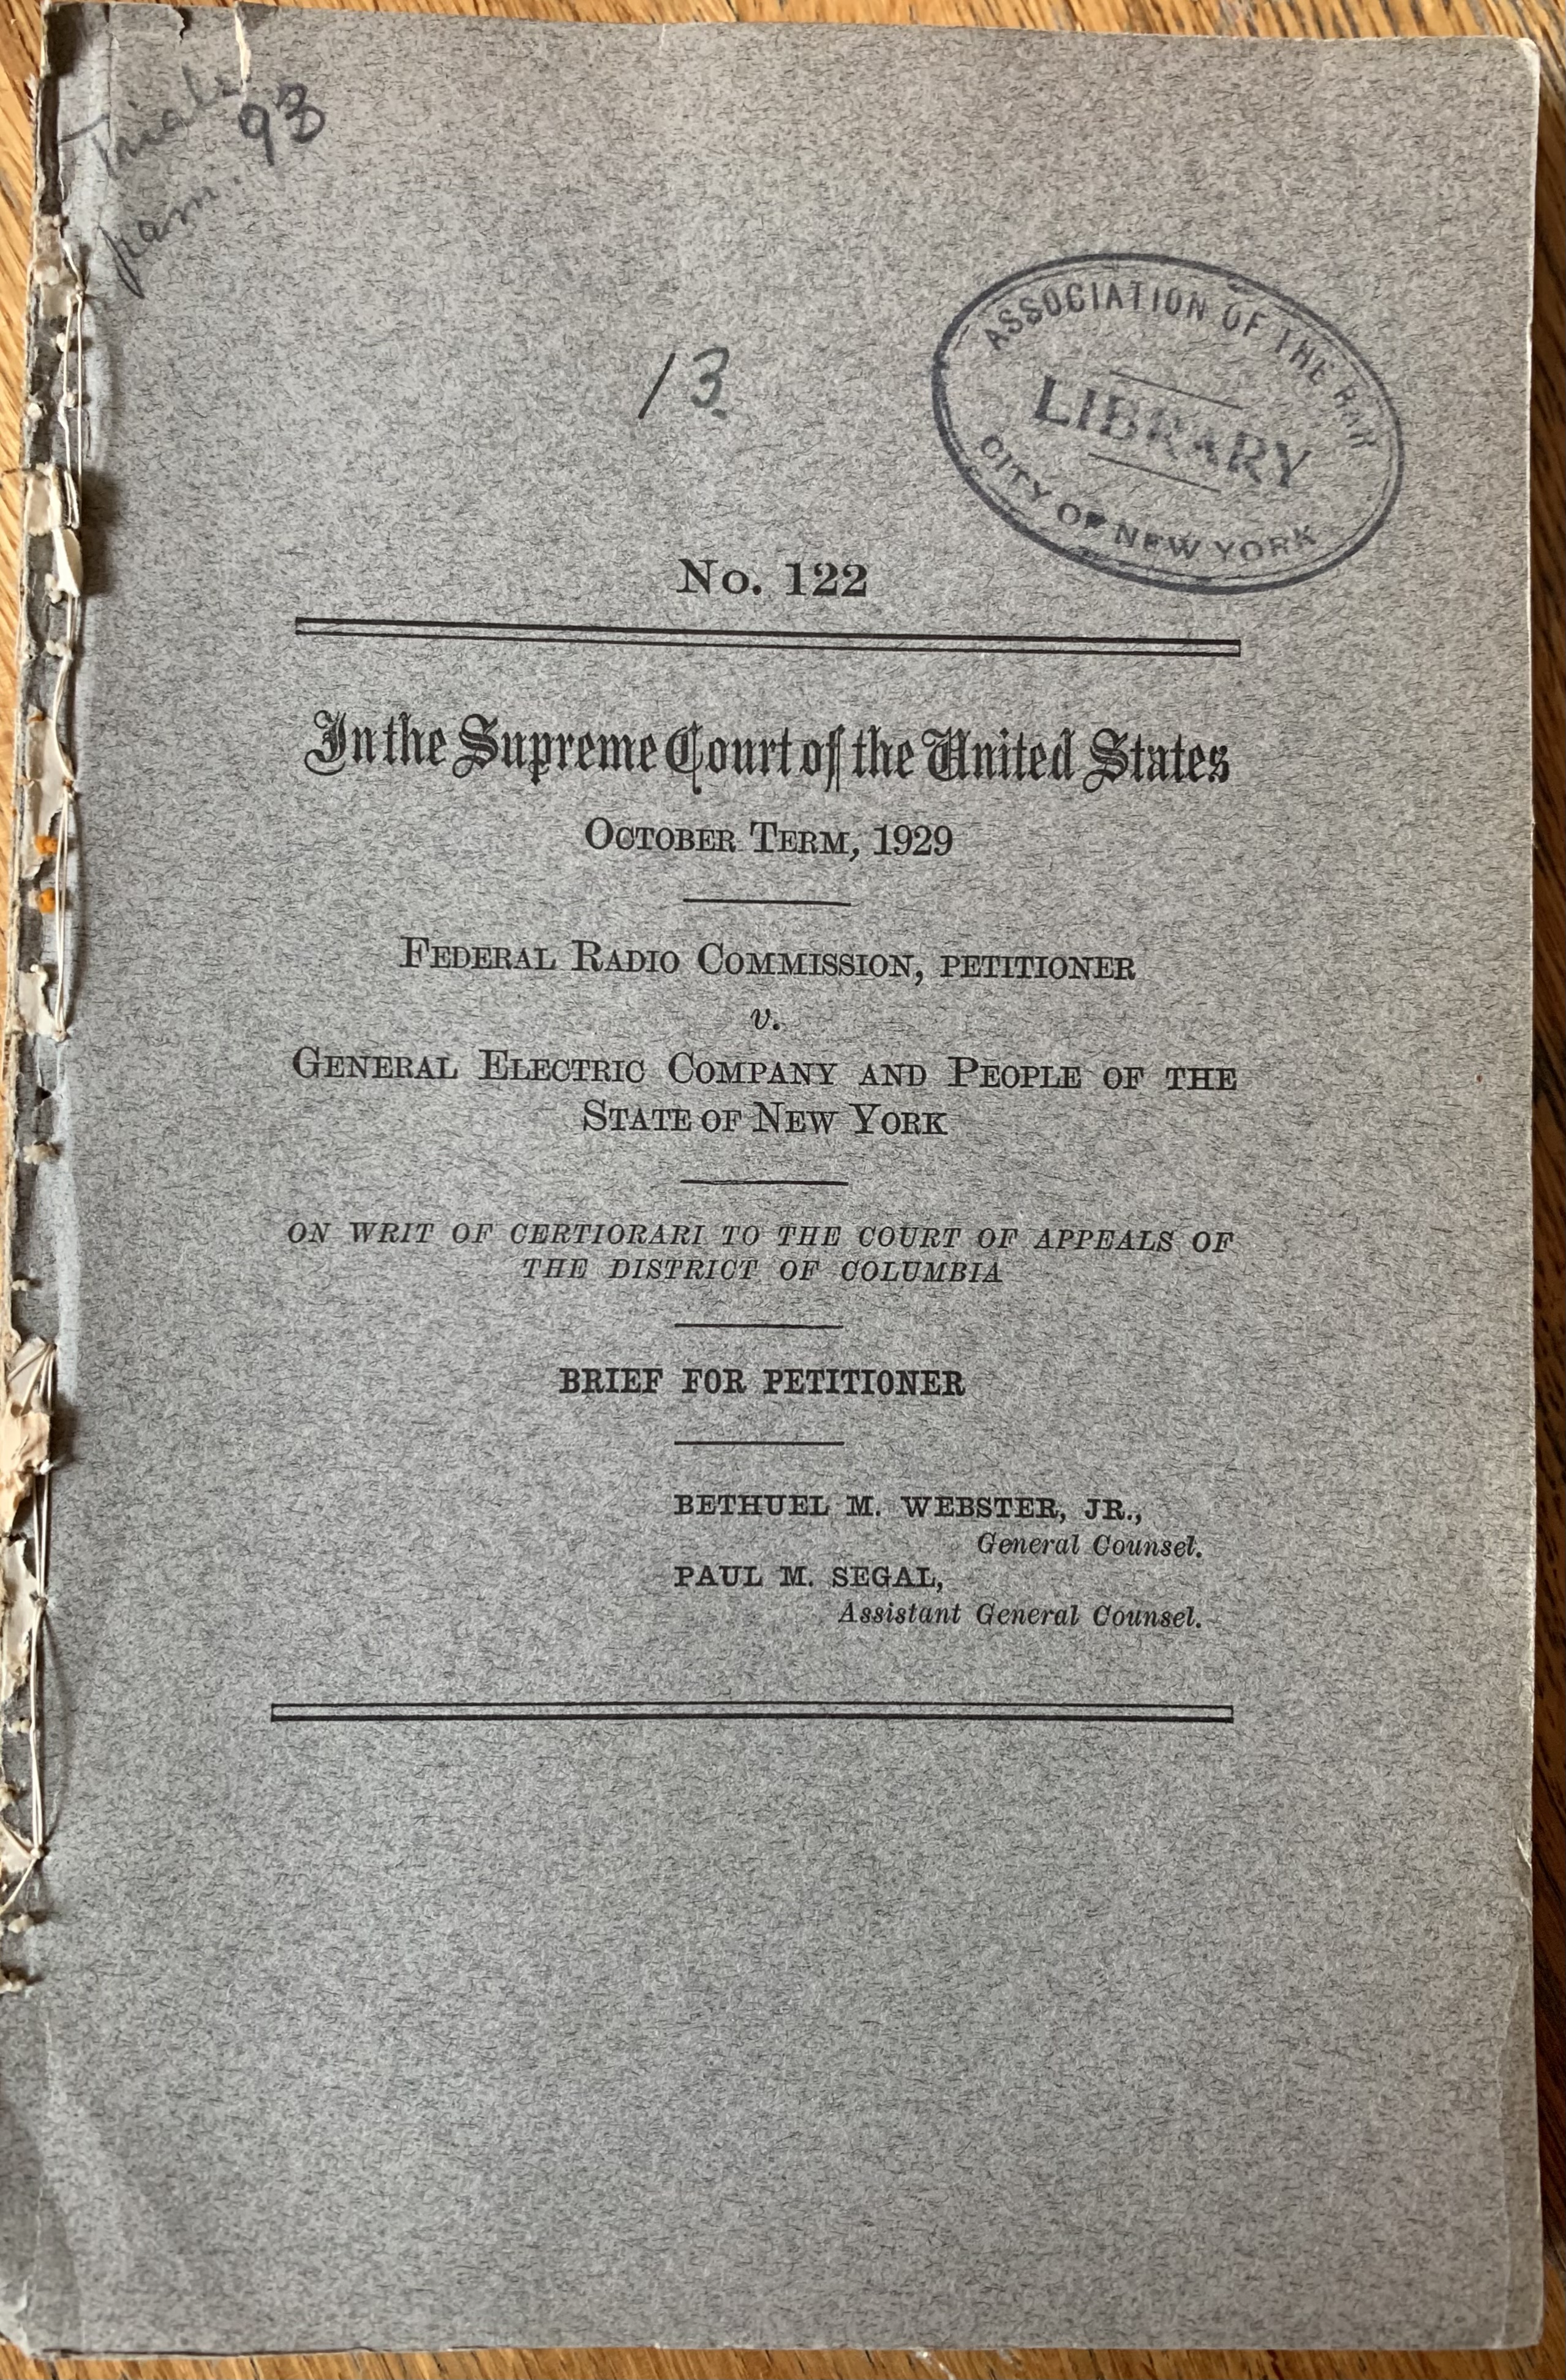 Trial
pam. 93
13.
ASSOCIATION OF THE BAR
LIBRARY
CITY OF NEW YORK
No. 122
In the Supreme Court of the United States
OCTOBER TERM, 1929
FEDERAL RADIO COMMISSION, PETITIONER
v.
GENERAL ELECTRIC COMPANY AND PEOPLE OF THE
STATE OF NEW YORK
ON WRIT OF CERTIORARI TO THE COURT OF APPEALS OF
THE DISTRICT OF COLUMBIA
BRIEF FOR PETITIONER
BETHUEL M. WEBSTER, JR.,
General Counsel.
PAUL M. SEGAL,
Assistant General Counsel.